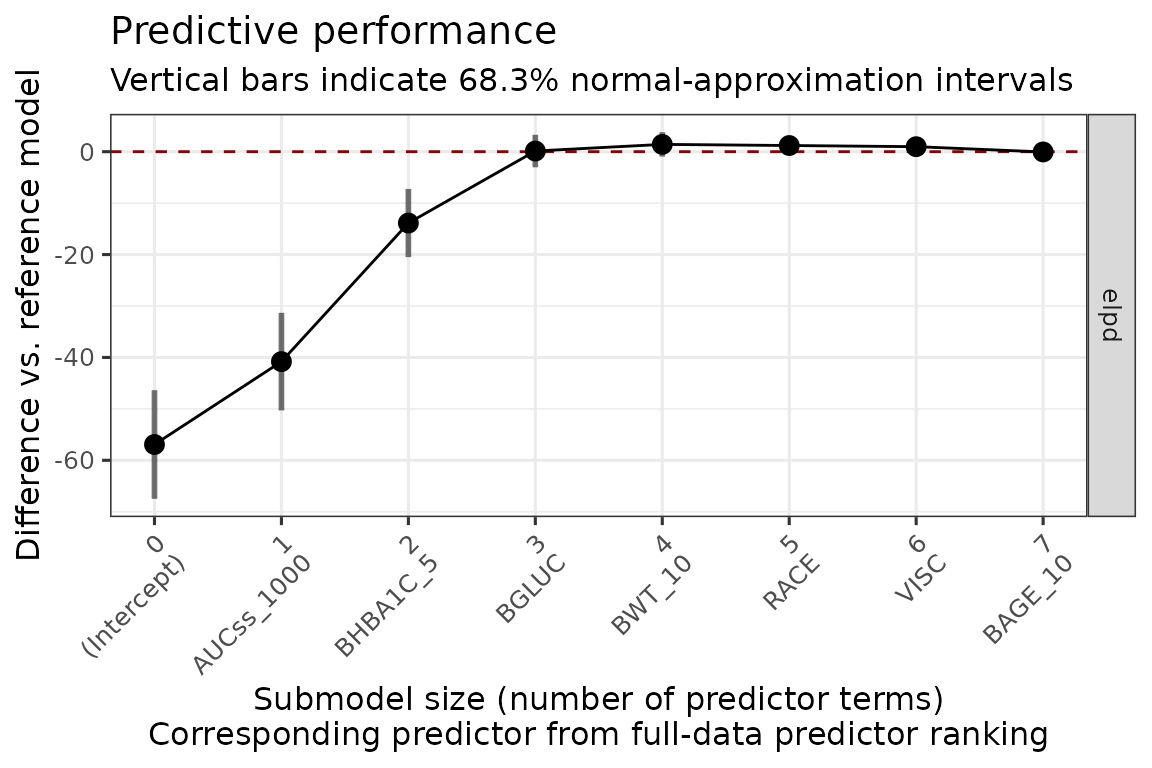 Predictive performance
Vertical bars indicate 68.3% normal-approximation intervals
Difference vs. reference model
0
-20
-40
-60
elpd
0
(Intercept)
1
AUCss_1000
2
BHBA1C_5
3
BGLUC
4
BWT_10
5
RACE
6
VISC
7
BAGE_10
Submodel size (number of predictor terms)
Corresponding predictor from full-data predictor ranking